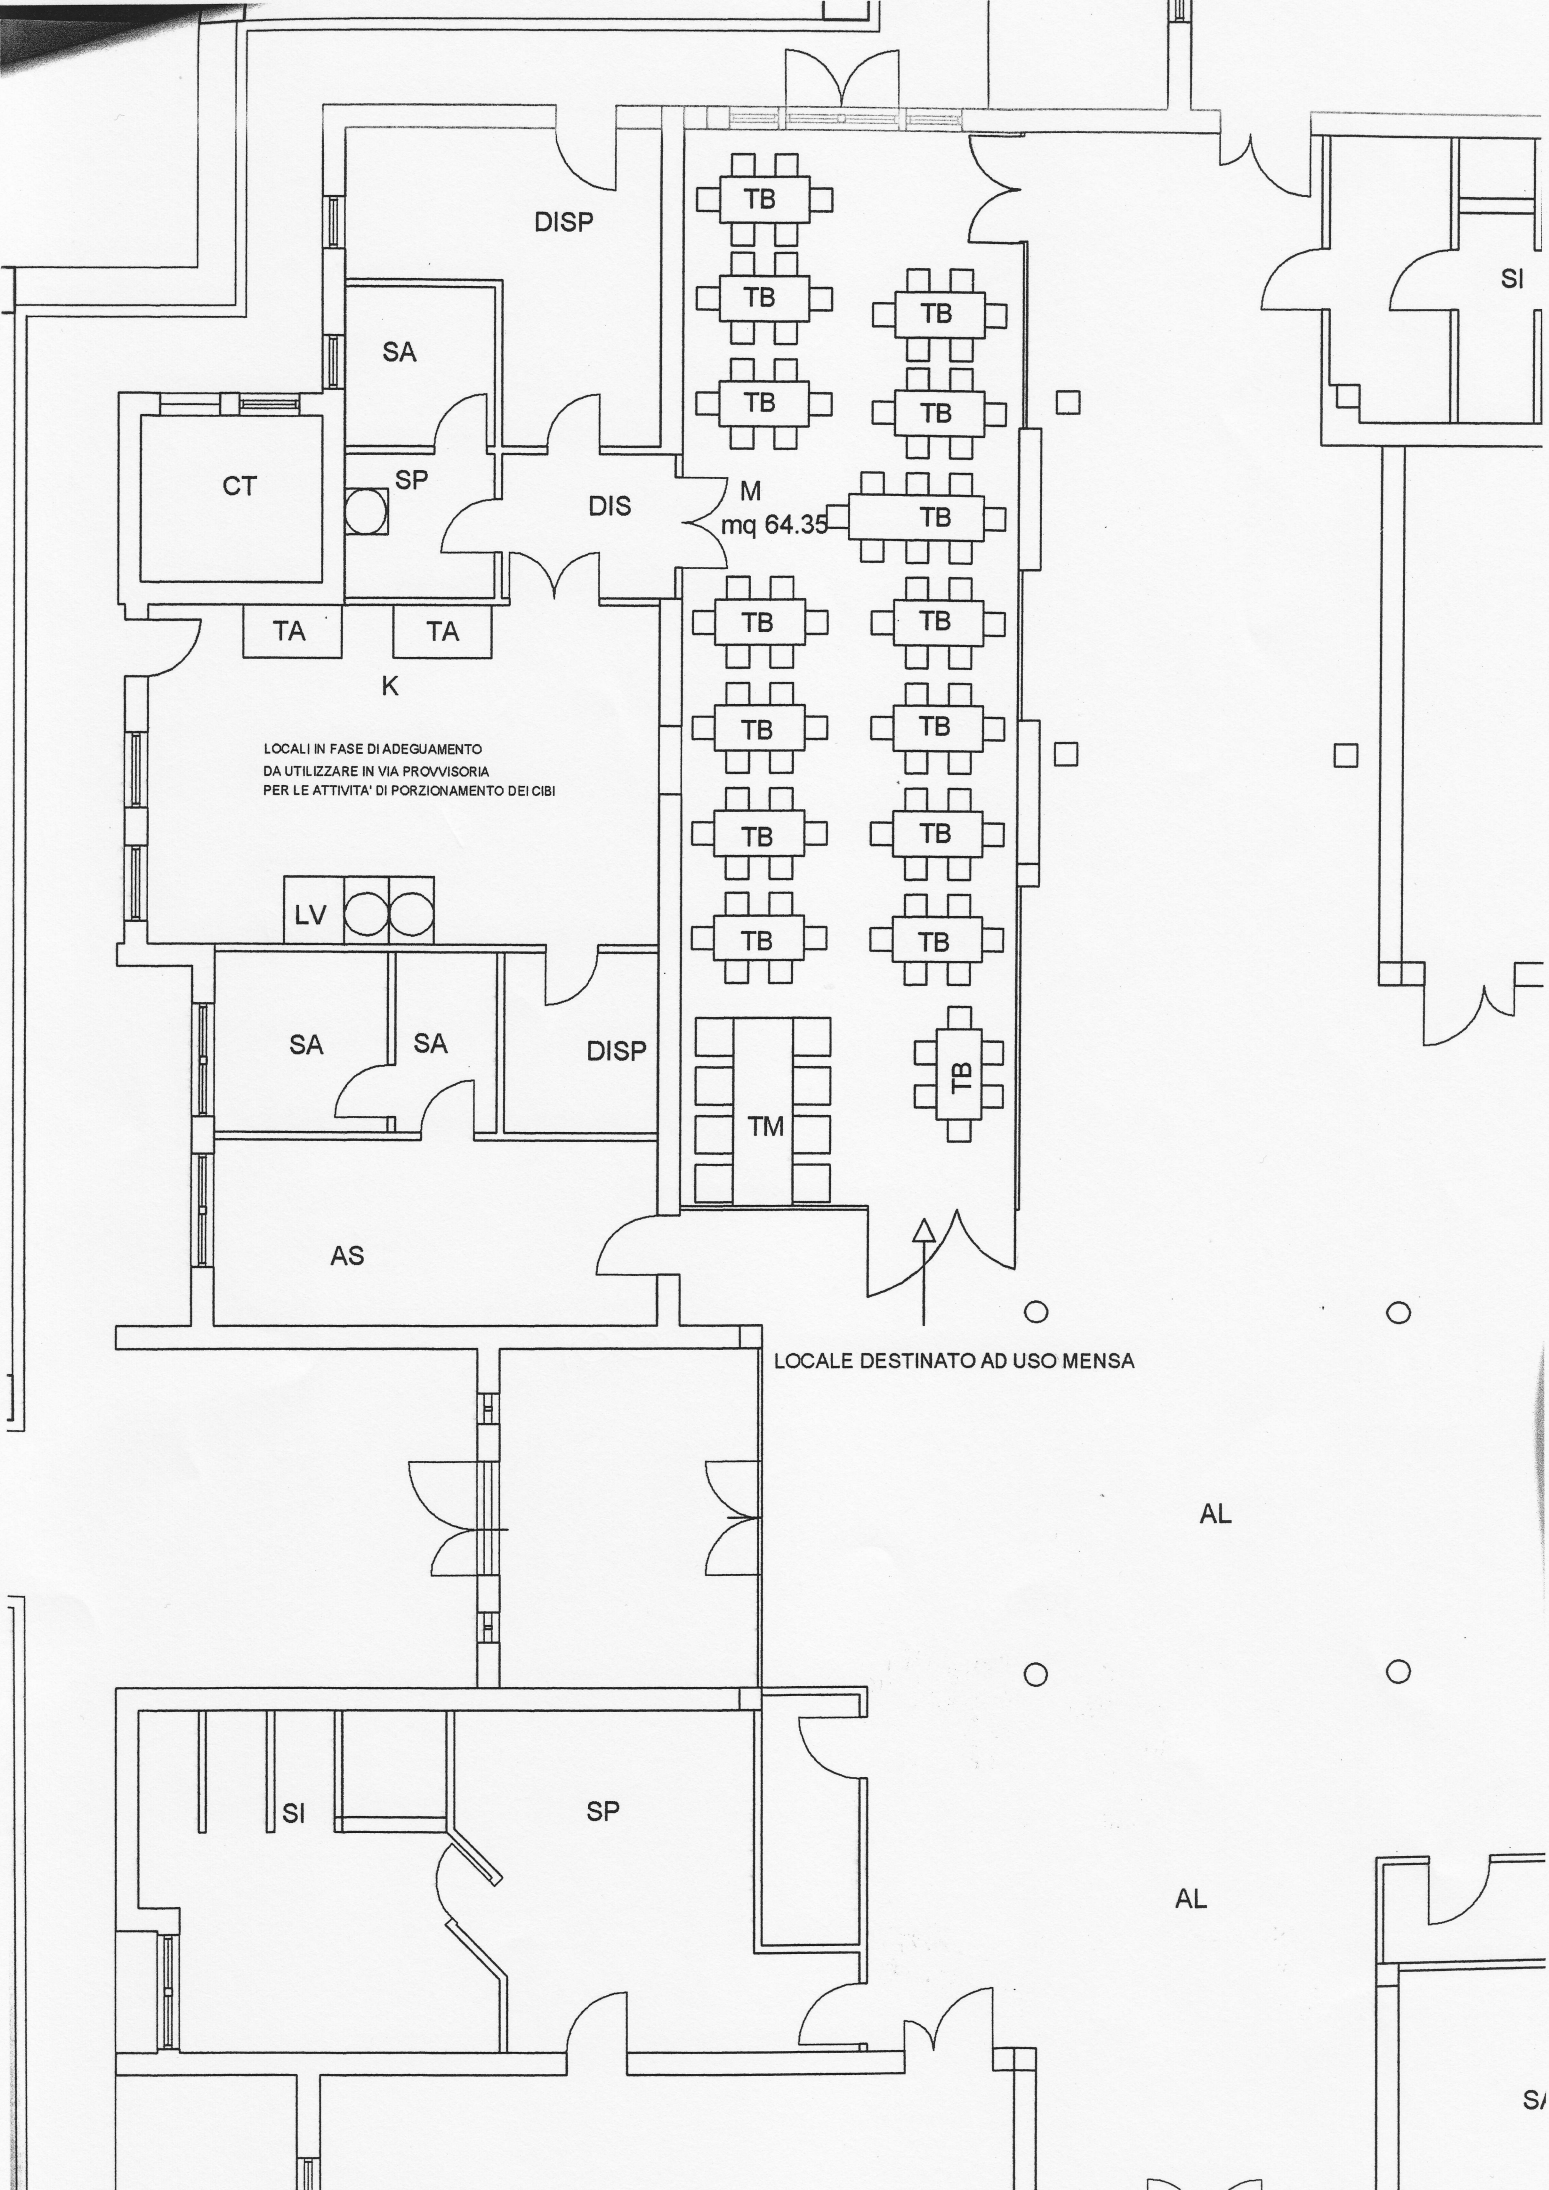 TB
DISP
SI
TB
TB
SA
TB
TB
SP
CT
M
DIS
TB
mq 64.35
TB
TB
TA
TA
K
TB
TB
LOCALI IN FASE DI ADEGUAMENTO
DA UTILIZZARE IN VIA PROVVISORIA
PER LE ATTIVITA' DI PORZIONAMENTO DEI CIBI
TB
TB
LV
TB
TB
SA
SA
DISP
TB
TM
AS
LOCALE DESTINATO AD USO MENSA
AL
SI
SP
AL